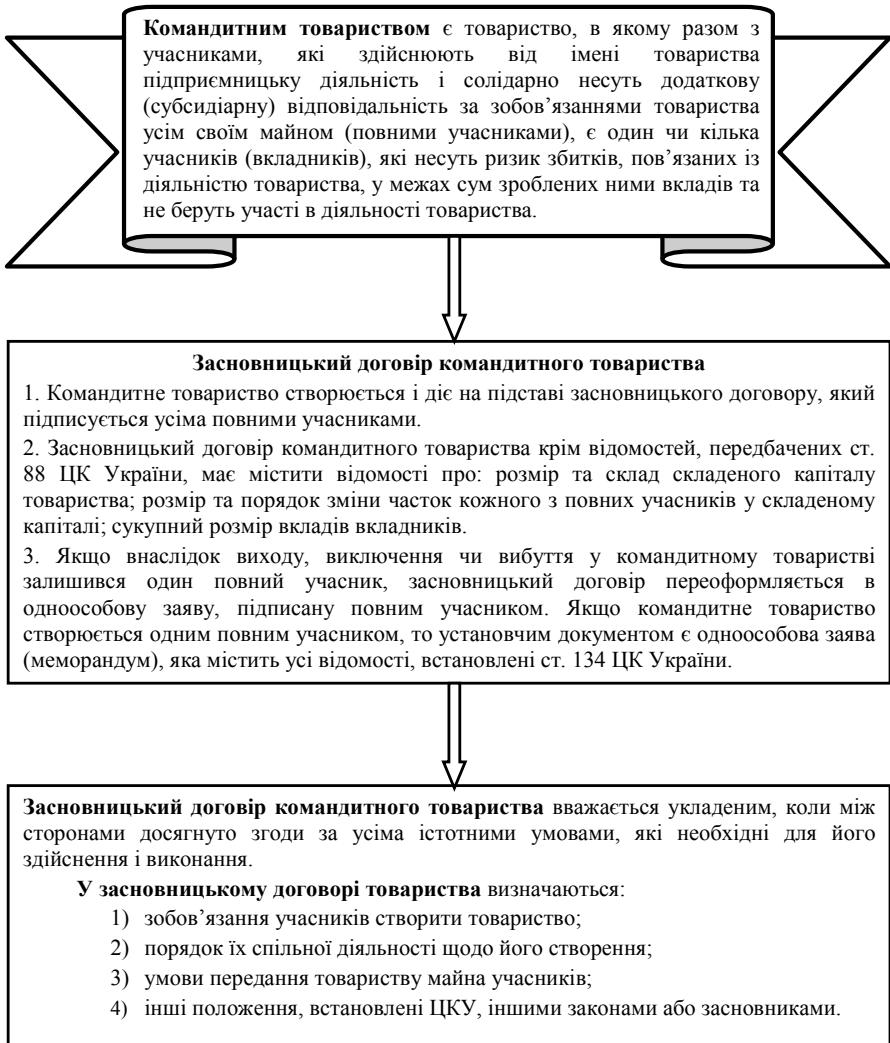 Командитним товариством є товариство, в якому разом з
учасниками, які здійснюють від імені товариства
підприємницьку діяльність і солідарно несуть додаткову
(субсидіарну) відповідальність за зобов’язаннями товариства
усім своїм майном (повними учасниками), є один чи кілька
учасників (вкладників), які несуть ризик збитків, пов’язаних із
діяльністю товариства, у межах сум зроблених ними вкладів та
не беруть участі в діяльності товариства.
Засновницький договір командитного товариства
1. Командитне товариство створюється і діє на підставі засновницького договору, який
підписується усіма повними учасниками.
2. Засновницький договір командитного товариства крім відомостей, передбачених ст.
88 ЦК України, має містити відомості про: розмір та склад складеного капіталу
товариства; розмір та порядок зміни часток кожного з повних учасників у складеному
капіталі; сукупний розмір вкладів вкладників.
3. Якщо внаслідок виходу, виключення чи вибуття у командитному товаристві
залишився один повний учасник, засновницький договір переоформляється в
одноособову заяву, підписану повним учасником. Якщо командитне товариство
створюється одним повним учасником, то установчим документом є одноособова заява
(меморандум), яка містить усі відомості, встановлені ст. 134 ЦК України.
Засновницький договір командитного товариства вважається укладеним, коли між
сторонами досягнуто згоди за усіма істотними умовами, які необхідні для його
здійснення і виконання.
У засновницькому договорі товариства визначаються:
1) зобов’язання учасників створити товариство;
2) порядок їх спільної діяльності щодо його створення;
3) умови передання товариству майна учасників;
4) інші положення, встановлені ЦКУ, іншими законами або засновниками.